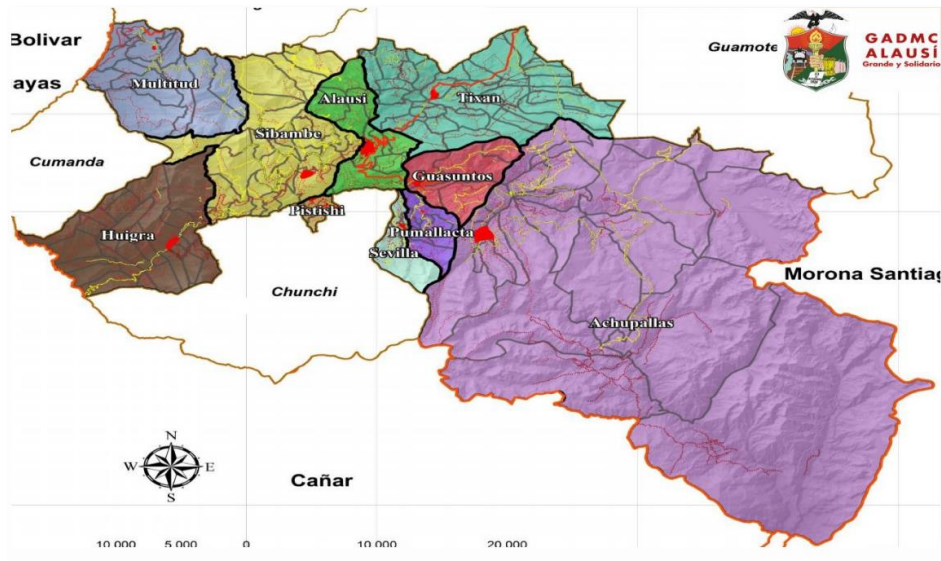 Bolivar
ayas
Guamote
GADMC
ALAUSÍ
Grande y Solidario
Multitud
Alausi
Tixan
Sibambe
Cumanda
Guasuntos
Pistishi
Huigra
Pumallacta
Sevilla
Chunchi
Morona Santiag
Achupallas
N
W
E
S
Cañar
10 000 5 000 0 10 000 20 000